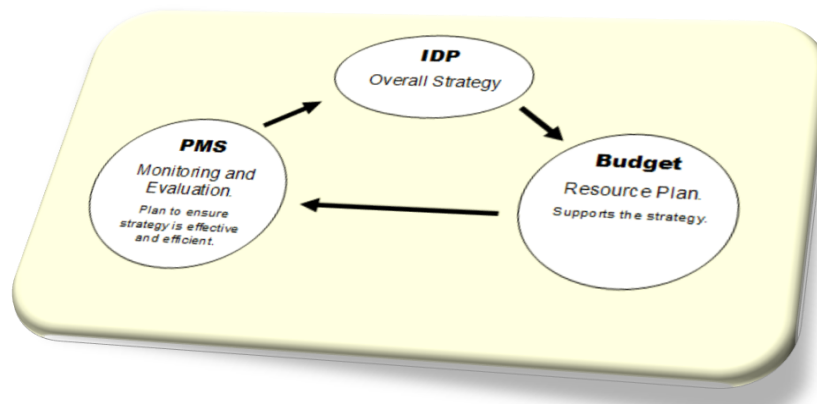 IDP
Overall Strategy
PMS
Monitoring and
Evaluation.
Plan to ensure
strategy is effective
and efficient.
Budget
Resource Plan.
Supports the strategy.